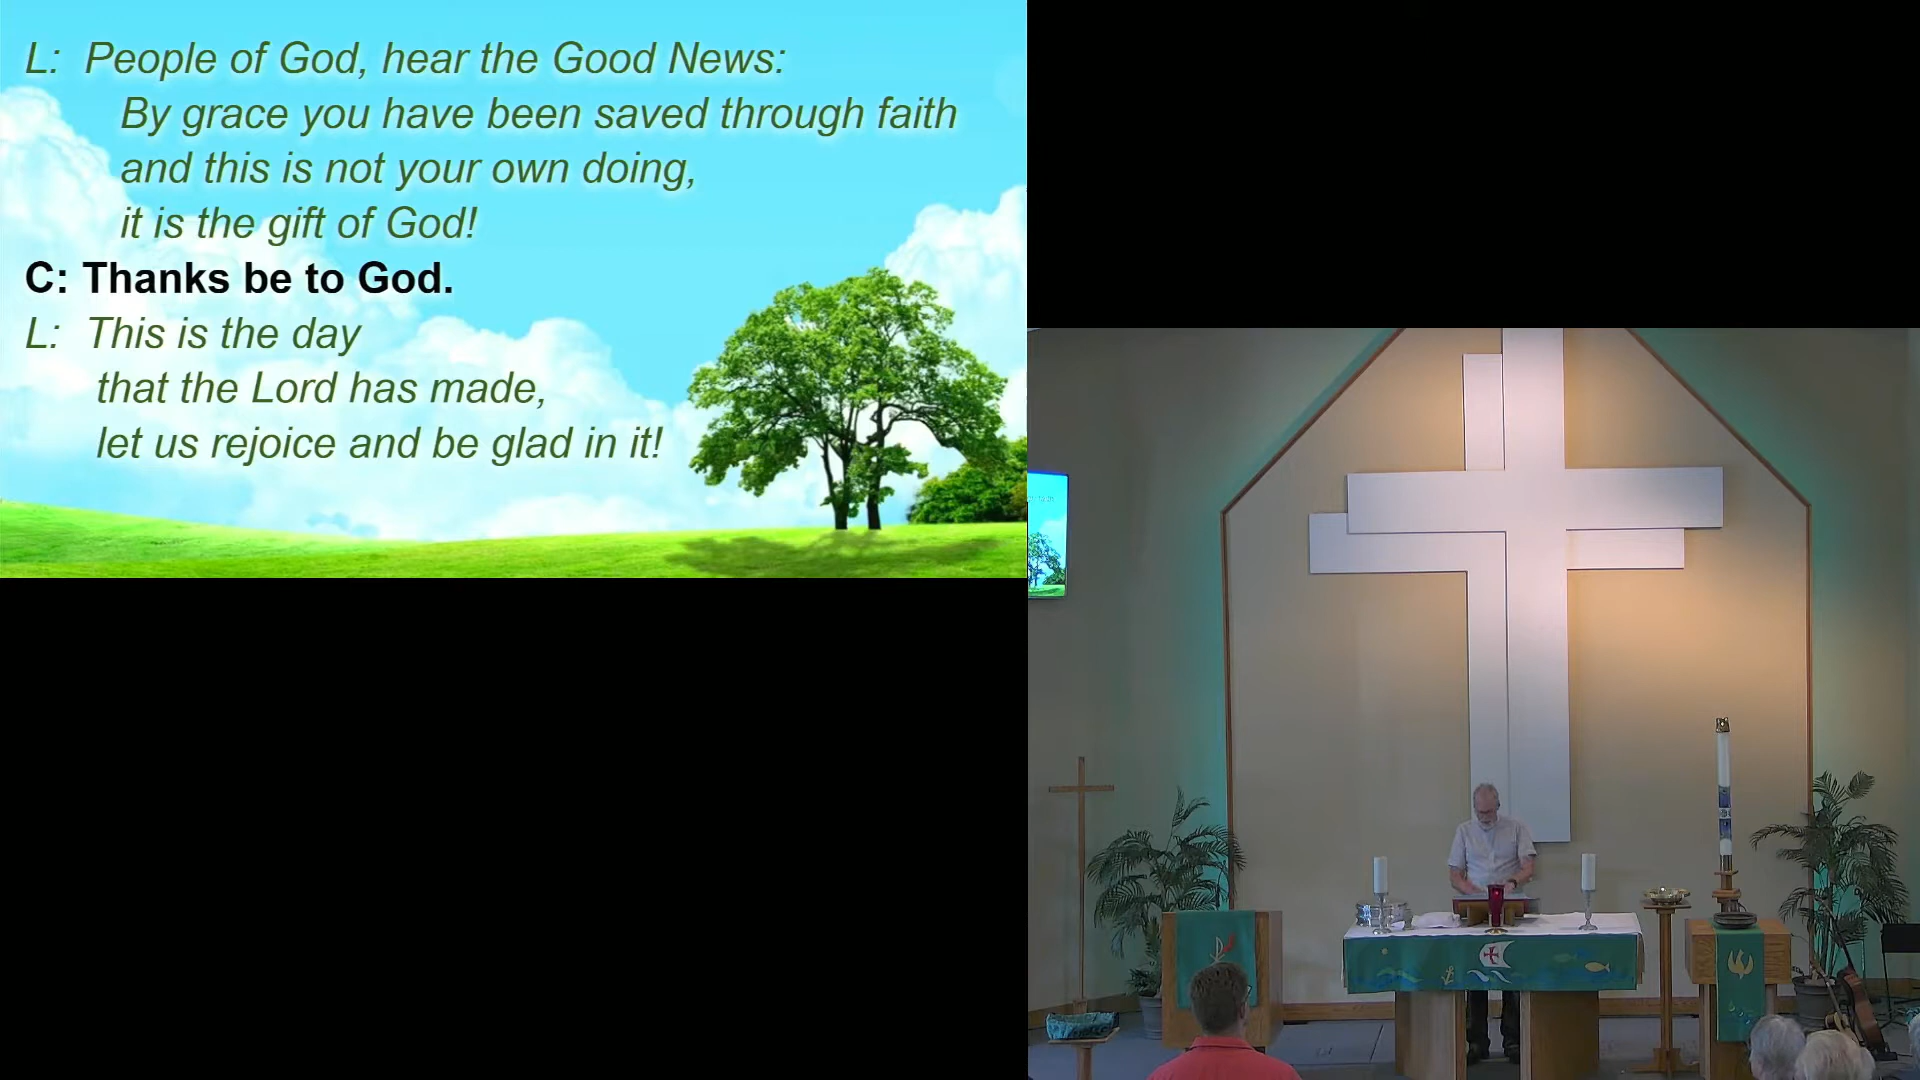 L: People of God, hear the Good News:
By grace you have been saved through faith
and this is not your own doing,
it is the gift of God!
C: Thanks be to God.
L: This is the day
that the Lord has made,
let us rejoice and be glad in it!